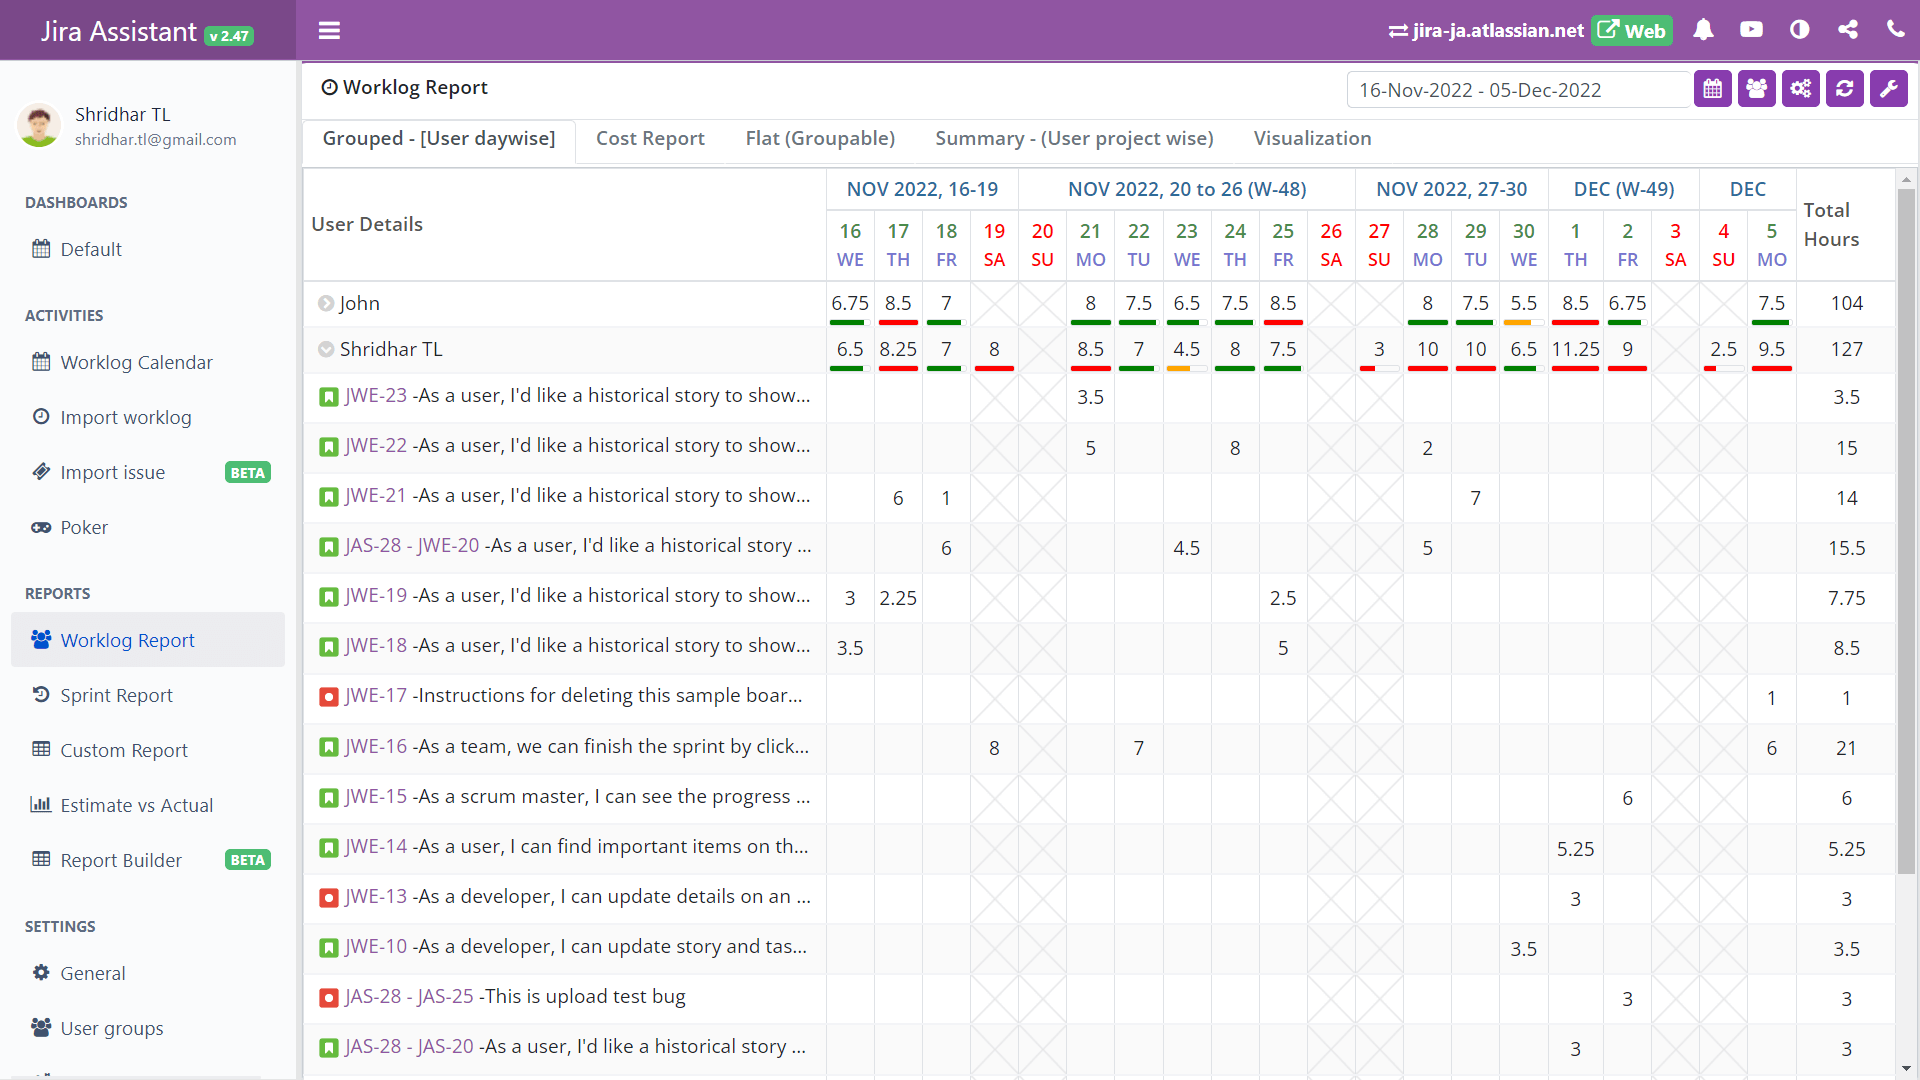 Jira Assistant v 2.47
jira-ja.atlassian.net Web
Shridhar TL
shridhar.tl@gmail.com
DASHBOARDS
Default
ACTIVITIES
Worklog Calendar
Import worklog
Import issue BETA
Poker
REPORTS
Worklog Report
Sprint Report
Custom Report
Estimate vs Actual
Report Builder BETA
SETTINGS
General
User groups
Worklog Report
16-Nov-2022 - 05-Dec-2022
Grouped - [User daywise] Cost Report Flat (Groupable) Summary - (User project wise) Visualization
User Details
NOV 2022, 16-19 NOV 2022, 20 to 26 (W-48) NOV 2022, 27-30 DEC (W-49) DEC
Total Hours
16 17 18 19 20 21 22 23 24 25 26 27 28 29 30 1 2 3 4 5
WE TH FR SA SU MO TU WE TH FR SA SU MO TU WE TH FR SA SU MO
John 6.75 8.5 7 8 7.5 6.5 7.5 8.5 8 7.5 5.5 8.5 6.75 7.5 104
Shridhar TL 6.5 8.25 7 8 8.5 7 4.5 8 7.5 3 10 10 6.5 11.25 9 2.5 9.5 127
JWE-23 -As a user, I'd like a historical story to show... 3.5 3.5
JWE-22 -As a user, I'd like a historical story to show... 5 8 2 15
JWE-21 -As a user, I'd like a historical story to show... 6 1 7 14
JAS-28 - JWE-20 -As a user, I'd like a historical story ... 6 4.5 5 15.5
JWE-19 -As a user, I'd like a historical story to show... 3 2.25 2.5 7.75
JWE-18 -As a user, I'd like a historical story to show... 3.5 5 8.5
JWE-17 -Instructions for deleting this sample boar... 1 1
JWE-16 -As a team, we can finish the sprint by click... 8 7 6 21
JWE-15 -As a scrum master, I can see the progress ... 6 6
JWE-14 -As a user, I can find important items on th... 5.25 5.25
JWE-13 -As a developer, I can update details on an ... 3 3
JWE-10 -As a developer, I can update story and tas... 3.5 3.5
JAS-28 - JAS-25 -This is upload test bug 3 3
JAS-28 - JAS-20 -As a user, I'd like a historical story ... 3 3